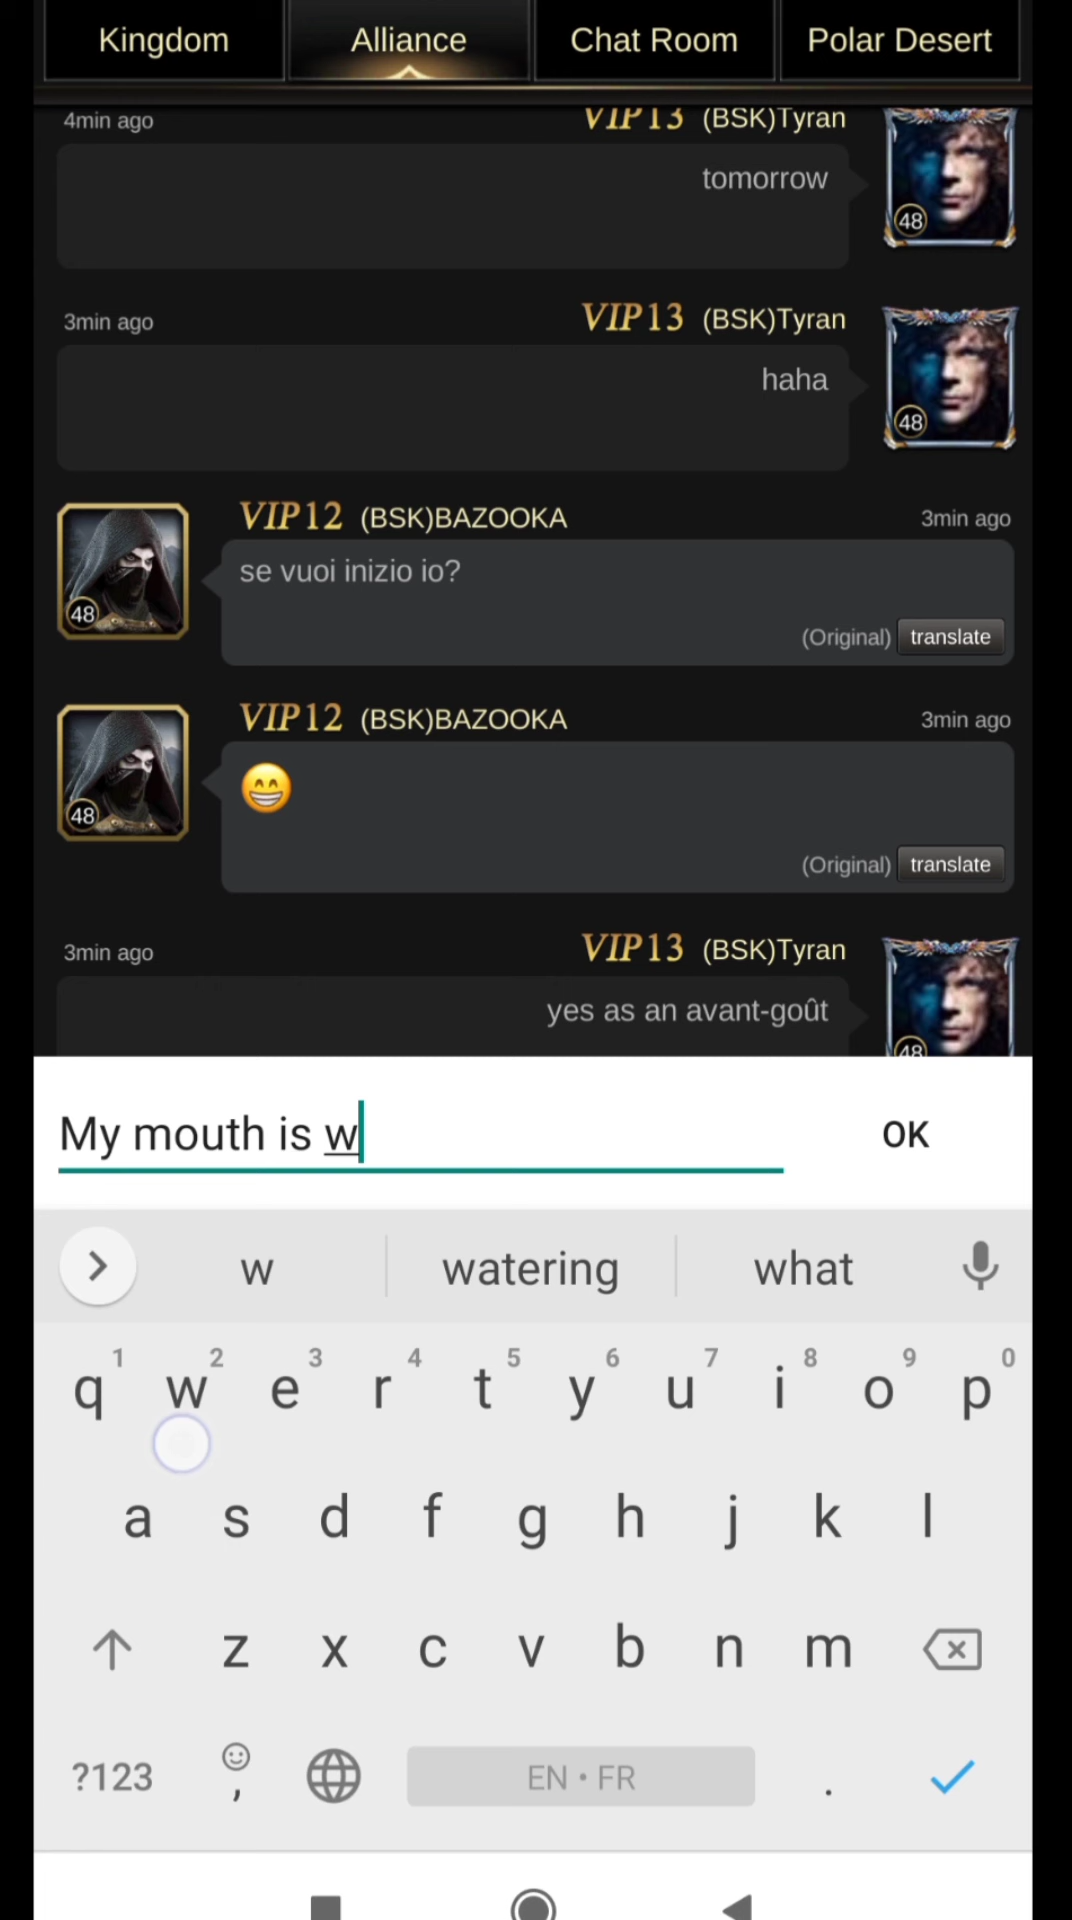 Kingdom
Alliance
Chat Room
Polar Desert
4min ago
VIP13 (BSK)Tyran
tomorrow
48
3min ago
VIP13 (BSK)Tyran
haha
48
VIP12 (BSK)BAZOOKA
3min ago
se vuoi inizio io?
48
(Original) translate
VIP12 (BSK)BAZOOKA
3min ago
😁
48
(Original) translate
3min ago
VIP13 (BSK)Tyran
yes as an avant-goût
48
My mouth is w
OK
w
watering
what
1 2 3 4 5 6 7 8 9 0
q w e r t y u i o p
a s d f g h j k l
z x c v b n m
?123 , EN • FR .